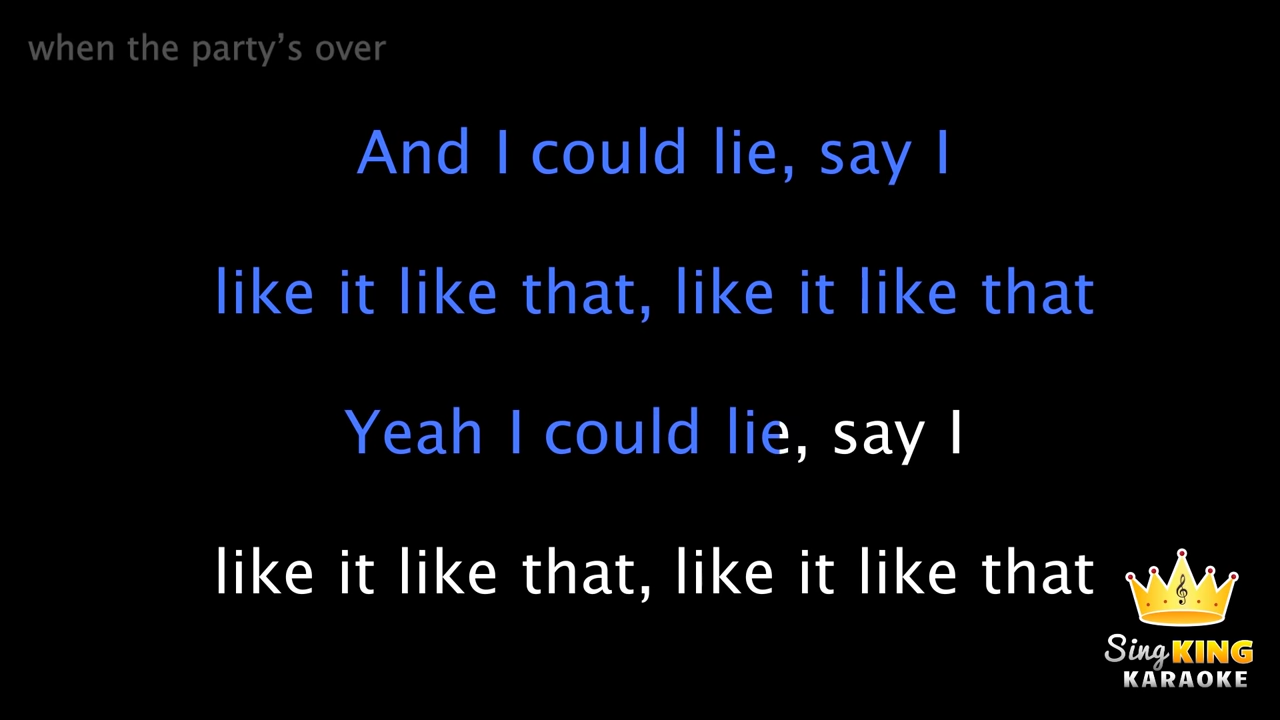 when the party’s over
And I could lie, say I
like it like that, like it like that
Yeah I could lie, say I
like it like that, like it like that
Sing KING
KARAOKE